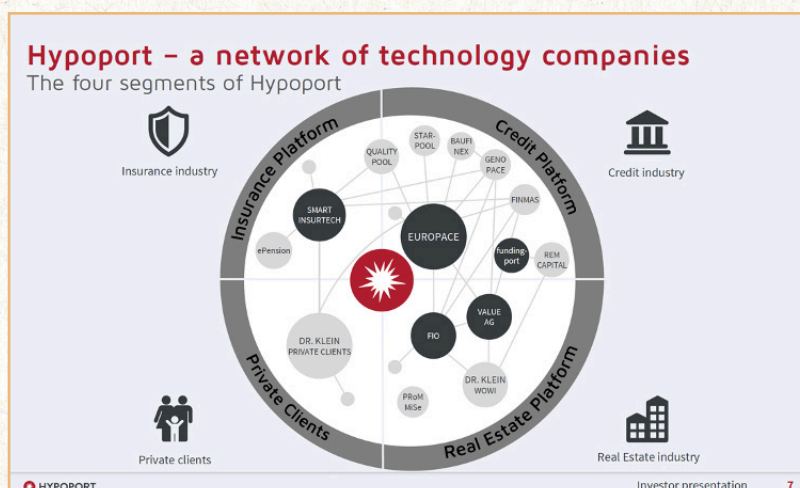 Hypoport – a network of technology companies
The four segments of Hypoport
Insurance industry
Credit industry
Insurance Platform
Credit Platform
QUALITY
POOL
STAR-
POOL
BAUFI
NEX
GENO
PACE
SMART
INSURTECH
FINMAS
EUROPACE
ePension
funding-
port
REM
CAPITAL
VALUE
AG
FIO
DR. KLEIN
PRIVATE CLIENTS
DR. KLEIN
WOWI
PRoM
MiSe
Private Clients
Real Estate Platform
Private clients
Real Estate industry
HYPOPORT
Investor presentation 7